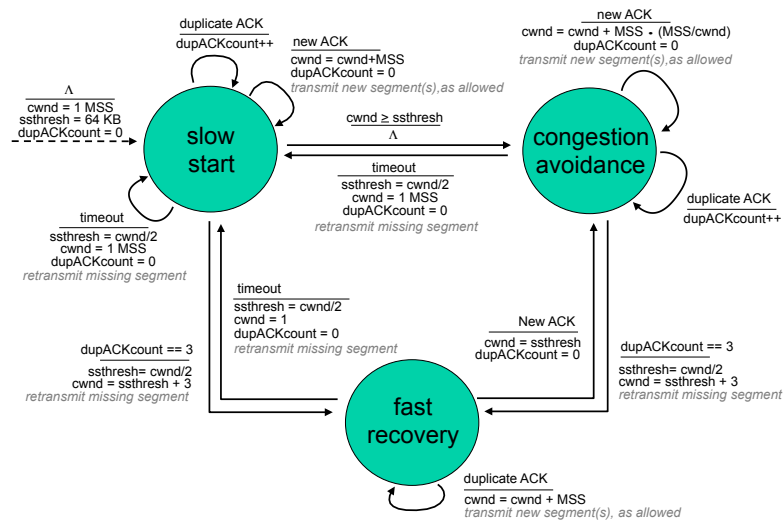 duplicate ACK
dupACKcount++
new ACK
cwnd = cwnd+MSS
dupACKcount = 0
transmit new segment(s),as allowed
new ACK
cwnd = cwnd + MSS • (MSS/cwnd)
dupACKcount = 0
transmit new segment(s),as allowed
Λ
cwnd = 1 MSS
ssthresh = 64 KB
dupACKcount = 0
slow
start
cwnd ≥ ssthresh
Λ
timeout
ssthresh = cwnd/2
cwnd = 1 MSS
dupACKcount = 0
retransmit missing segment
congestion
avoidance
duplicate ACK
dupACKcount++
timeout
ssthresh = cwnd/2
cwnd = 1 MSS
dupACKcount = 0
retransmit missing segment
timeout
ssthresh = cwnd/2
cwnd = 1
dupACKcount = 0
retransmit missing segment
New ACK
cwnd = ssthresh
dupACKcount = 0
dupACKcount == 3
ssthresh= cwnd/2
cwnd = ssthresh + 3
retransmit missing segment
dupACKcount == 3
ssthresh= cwnd/2
cwnd = ssthresh + 3
retransmit missing segment
fast
recovery
duplicate ACK
cwnd = cwnd + MSS
transmit new segment(s), as allowed